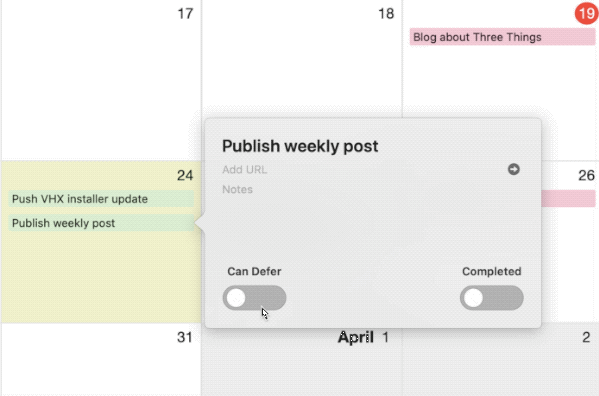 17
18
19
Blog about Three Things
24
Push VHX installer update
Publish weekly post
Publish weekly post
Add URL
Notes
Can Defer
Completed
26
31
April 1
2